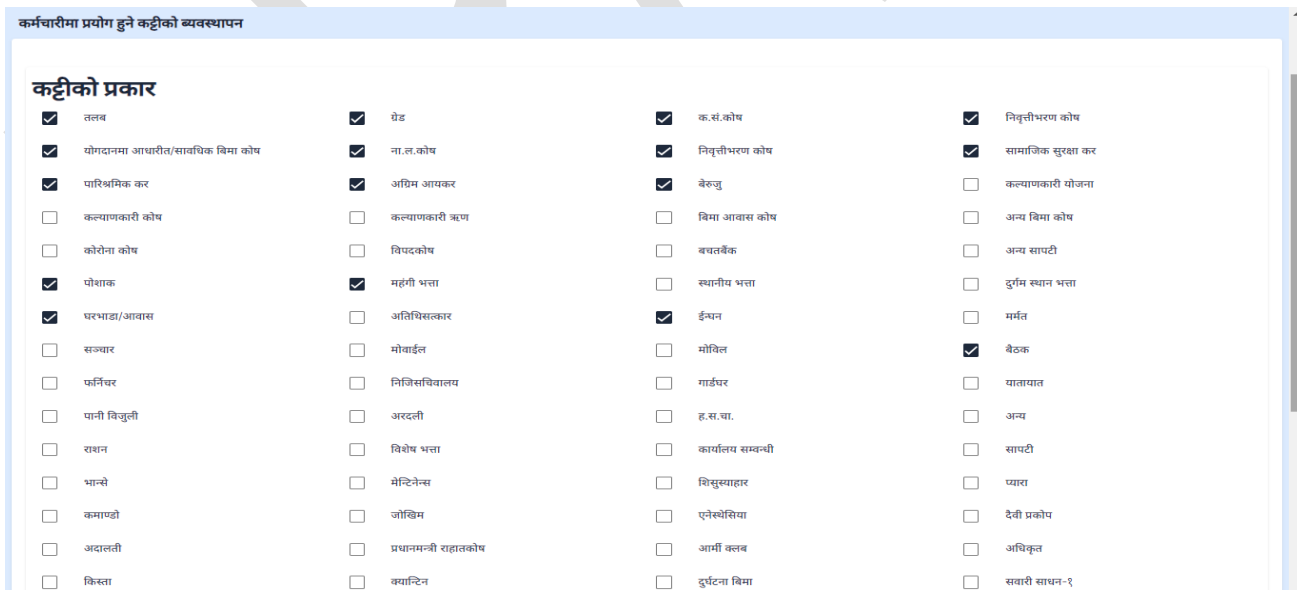 कर्मचारीमा प्रयोग हुने कट्टीको ब्यवस्थापन
कट्टीको प्रकार
तलब ग्रेड क.सं.कोष निवृत्तीभरण कोष
योगदानमा आधारीत/सावधिक बिमा कोष ना.ल.कोष निवृत्तीभरण कोष सामाजिक सुरक्षा कर
पारिश्रमिक कर अग्रिम आयकर बेरुजु कल्याणकारी योजना
कल्याणकारी कोष कल्याणकारी ऋण बिमा आवास कोष अन्य बिमा कोष
कोरोना कोष विपदकोष बचतबैंक अन्य सापटी
पोशाक महंगी भत्ता स्थानीय भत्ता दुर्गम स्थान भत्ता
घरभाडा/आवास अतिथिसत्कार ईन्धन मर्मत
सञ्चार मोवाईल मोविल बैठक
फर्निचर निजिसचिवालय गार्डघर यातायात
पानी विजुली अरदली ह.स.चा. अन्य
राशन विशेष भत्ता कार्यालय सम्वन्धी सापटी
भान्से मेन्टिनेन्स शिसुस्याहार प्यारा
कमाण्डो जोखिम एनेस्थेसिया दैवी प्रकोप
अदालती प्रधानमन्त्री राहातकोष आर्मी क्लब अधिकृत
किस्ता क्यान्टिन दुर्घटना बिमा सवारी साधन-१